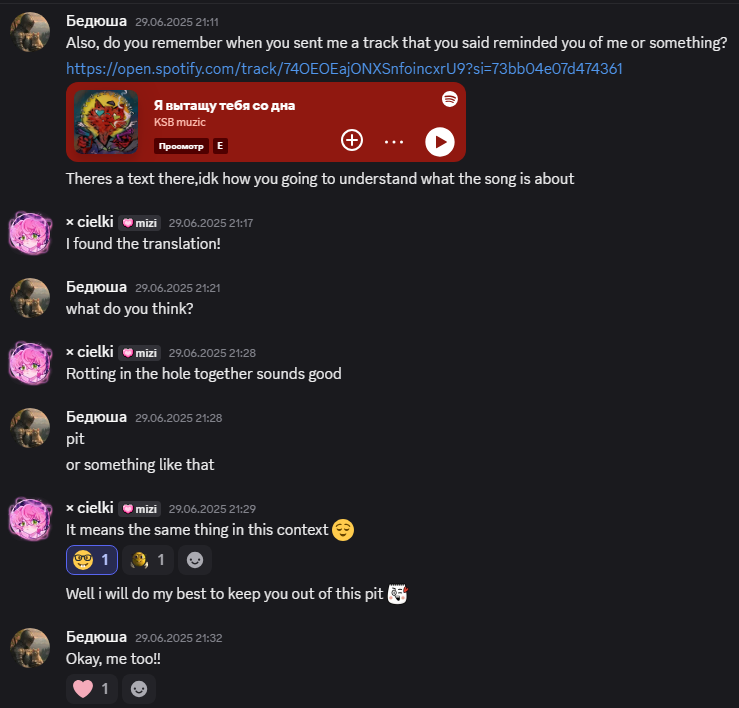 Бедюша 29.06.2025 21:11
Also, do you remember when you sent me a track that you said reminded you of me or something?
https://open.spotify.com/track/74OEOEajONXSnfoincxrU9?si=73bb04e07d474361
Я вытащу тебя со дна
KSB muzic
Просмотр E
Theres a text there,idk how you going to understand what the song is about
× cielki mizi 29.06.2025 21:17
I found the translation!
Бедюша 29.06.2025 21:21
what do you think?
× cielki mizi 29.06.2025 21:28
Rotting in the hole together sounds good
Бедюша 29.06.2025 21:28
pit
or something like that
× cielki mizi 29.06.2025 21:29
It means the same thing in this context 😌
🤓 1 1
Well i will do my best to keep you out of this pit
Бедюша 29.06.2025 21:32
Okay, me too!!
🩷 1